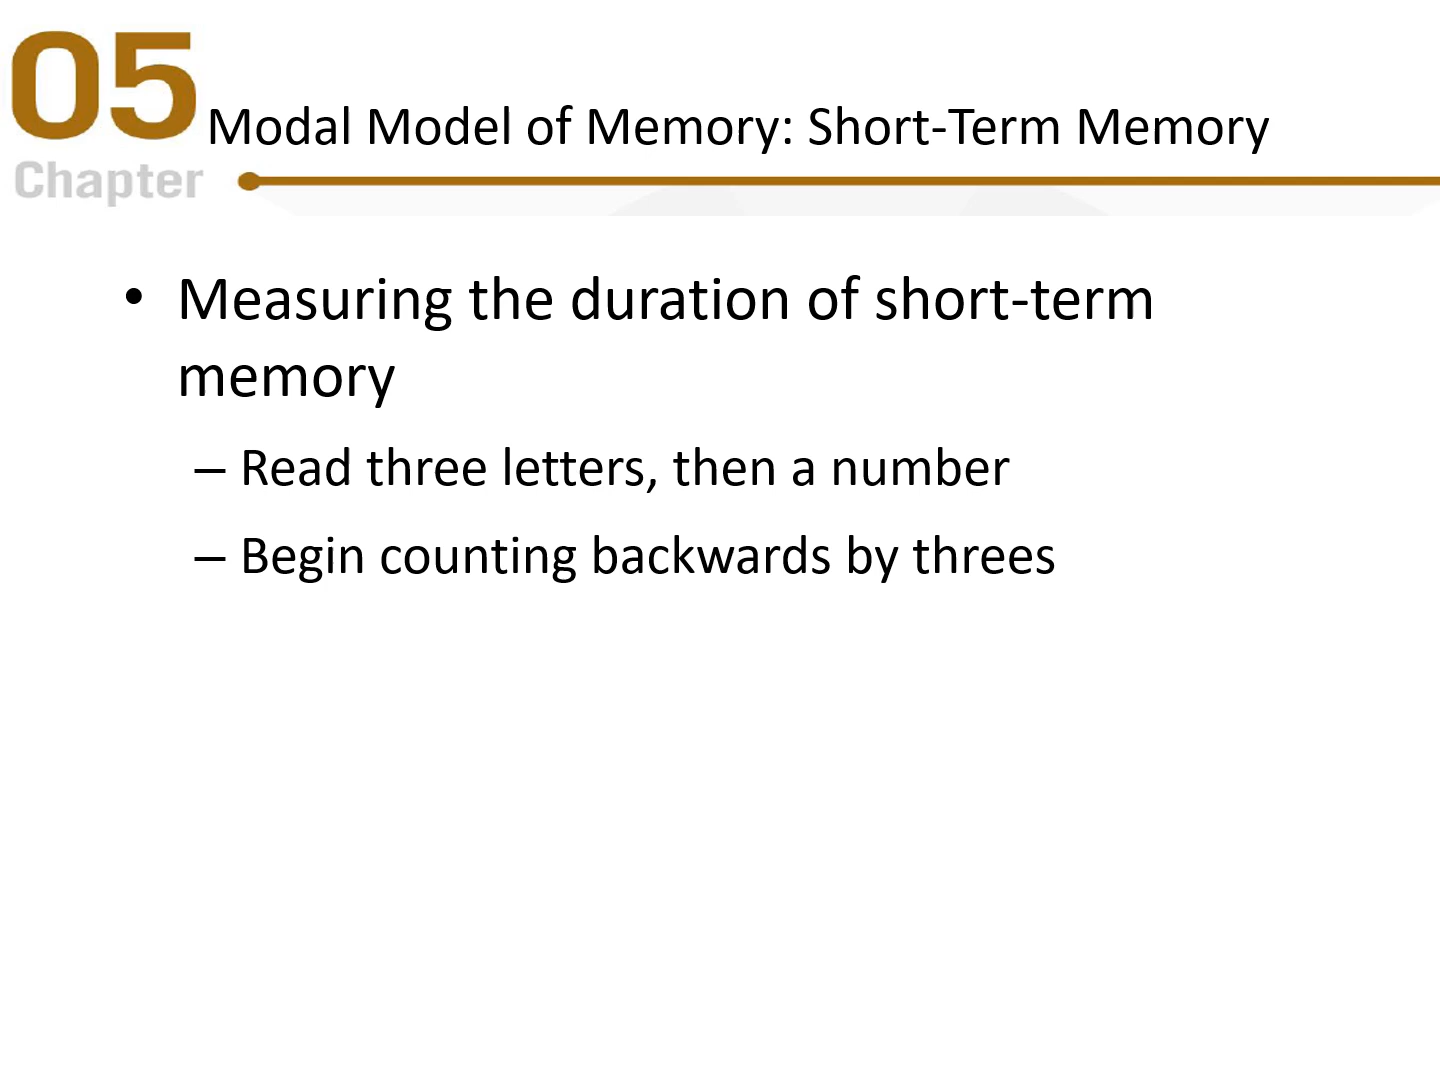 05
Chapter
Modal Model of Memory: Short-Term Memory
• Measuring the duration of short-term
memory
– Read three letters, then a number
– Begin counting backwards by threes